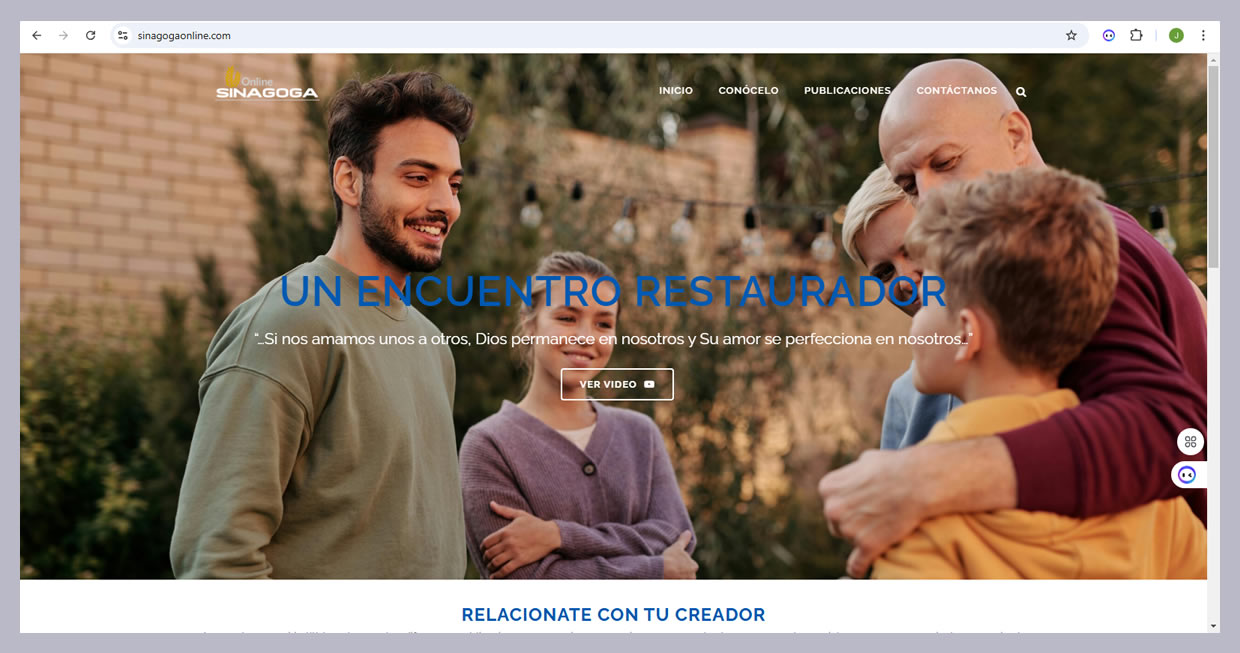 sinagogaonline.com
J
Online
SINAGOGA
INICIO CONÓCELO PUBLICACIONES CONTÁCTANOS
UN ENCUENTRO RESTAURADOR
“...Si nos amamos unos a otros, Dios permanece en nosotros y Su amor se perfecciona en nosotros...”
VER VIDEO
RELACIONATE CON TU CREADOR